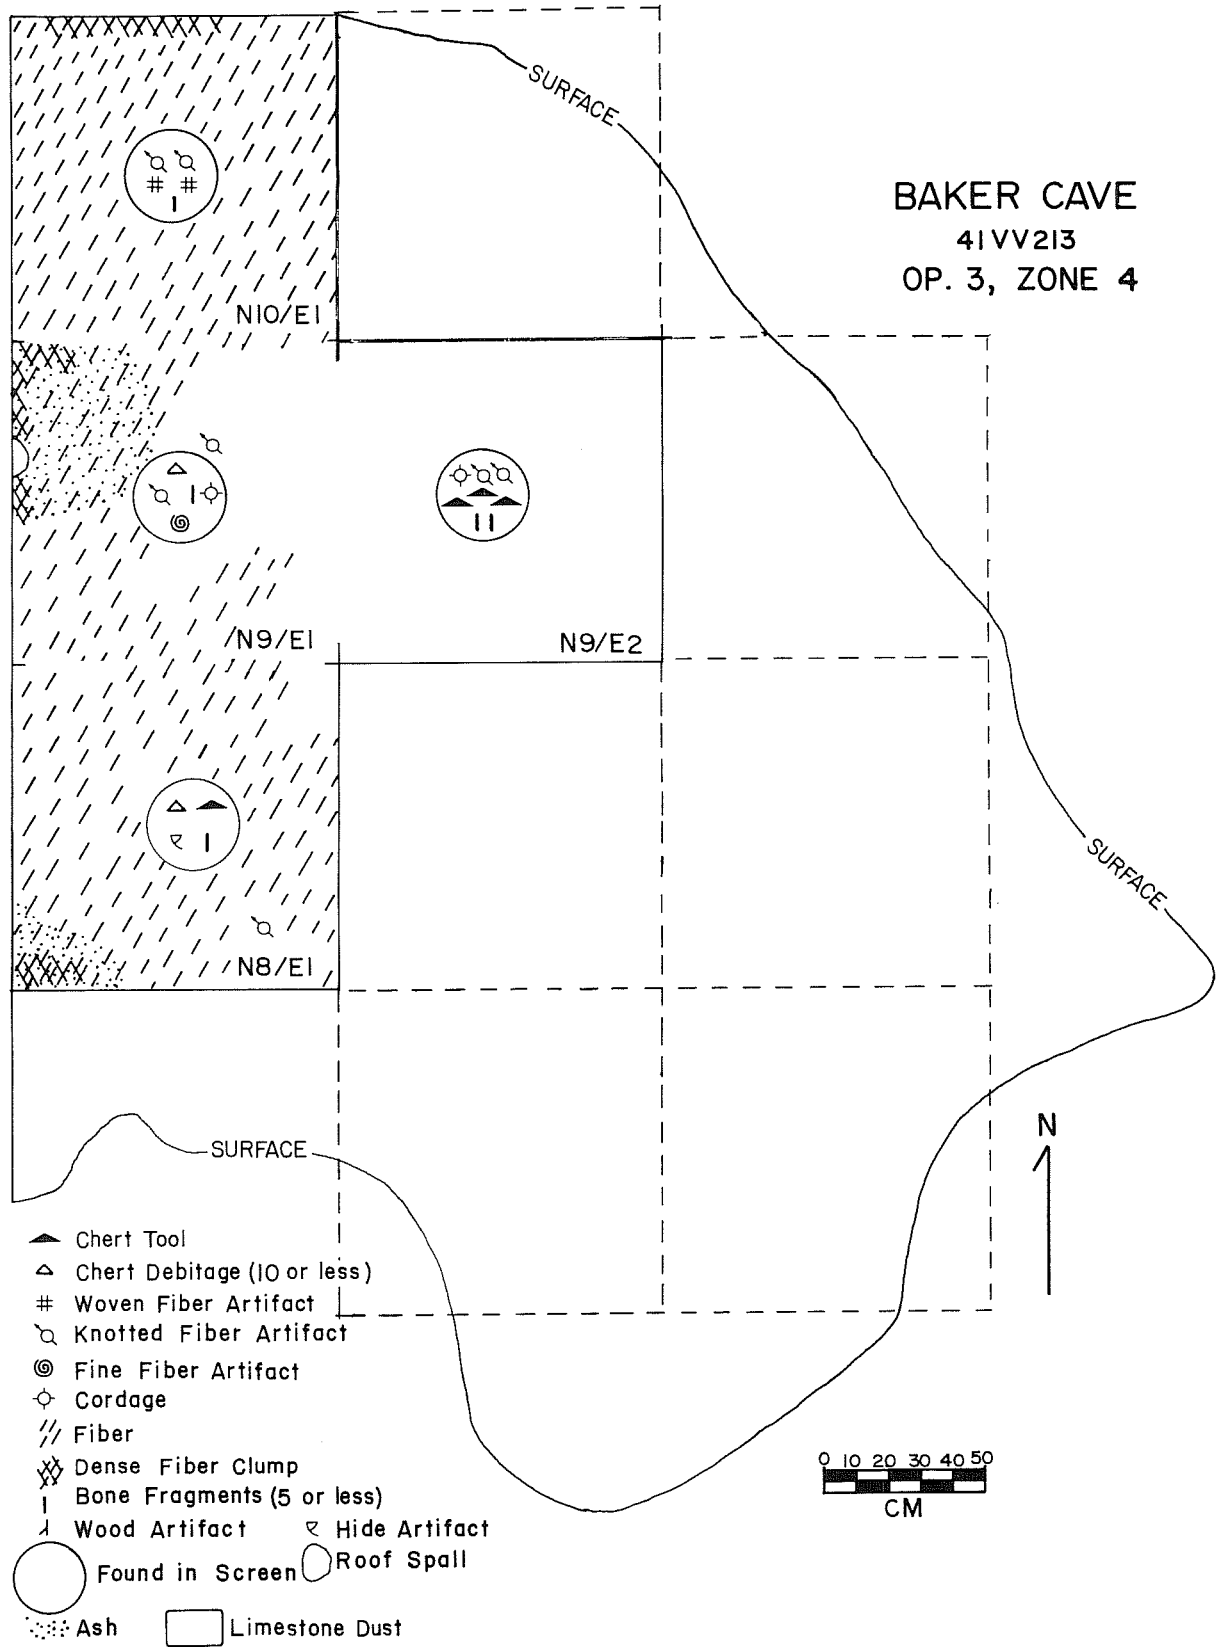 SURFACE
BAKER CAVE
41VV213
OP. 3, ZONE 4
N10/E1
N9/E1
N9/E2
SURFACE
N8/E1
N
SURFACE
Chert Tool
Chert Debitage (10 or less)
Woven Fiber Artifact
Knotted Fiber Artifact
Fine Fiber Artifact
Cordage
Fiber
Dense Fiber Clump
Bone Fragments (5 or less)
Wood Artifact
Hide Artifact
Found in Screen
Roof Spall
Ash
Limestone Dust
0 10 20 30 40 50
CM